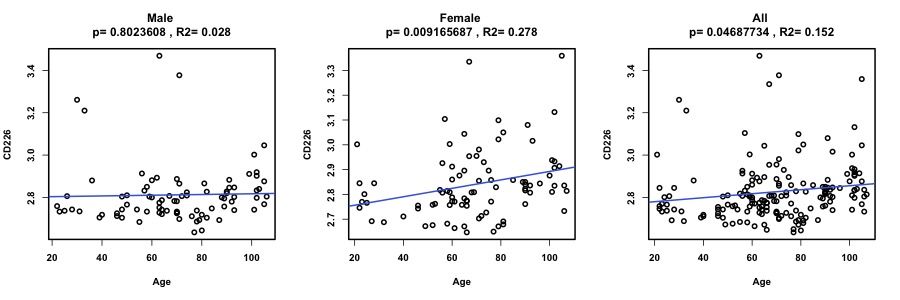 Male
p= 0.8023608 , R2= 0.028
CD226
3.4
3.2
3.0
2.8
20 40 60 80 100
Age
Female
p= 0.009165687 , R2= 0.278
CD226
3.3
3.2
3.1
3.0
2.9
2.8
2.7
20 40 60 80 100
Age
All
p= 0.04687734 , R2= 0.152
CD226
3.4
3.2
3.0
2.8
20 40 60 80 100
Age